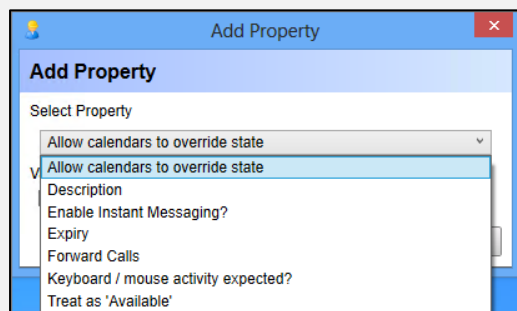 Add Property
Add Property
Select Property
Allow calendars to override state
Allow calendars to override state
Description
Enable Instant Messaging?
Expiry
Forward Calls
Keyboard / mouse activity expected?
Treat as 'Available'